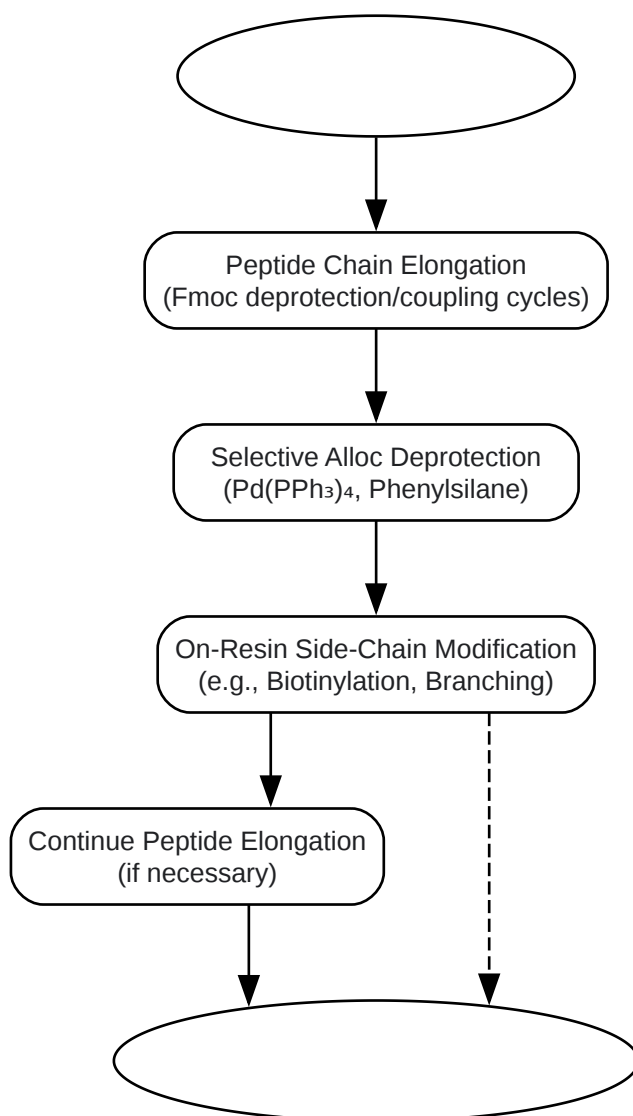 Peptide Chain Elongation
(Fmoc deprotection/coupling cycles)
Selective Alloc Deprotection
(Pd(PPh₃)₄, Phenylsilane)
On-Resin Side-Chain Modification
(e.g., Biotinylation, Branching)
Continue Peptide Elongation
(if necessary)